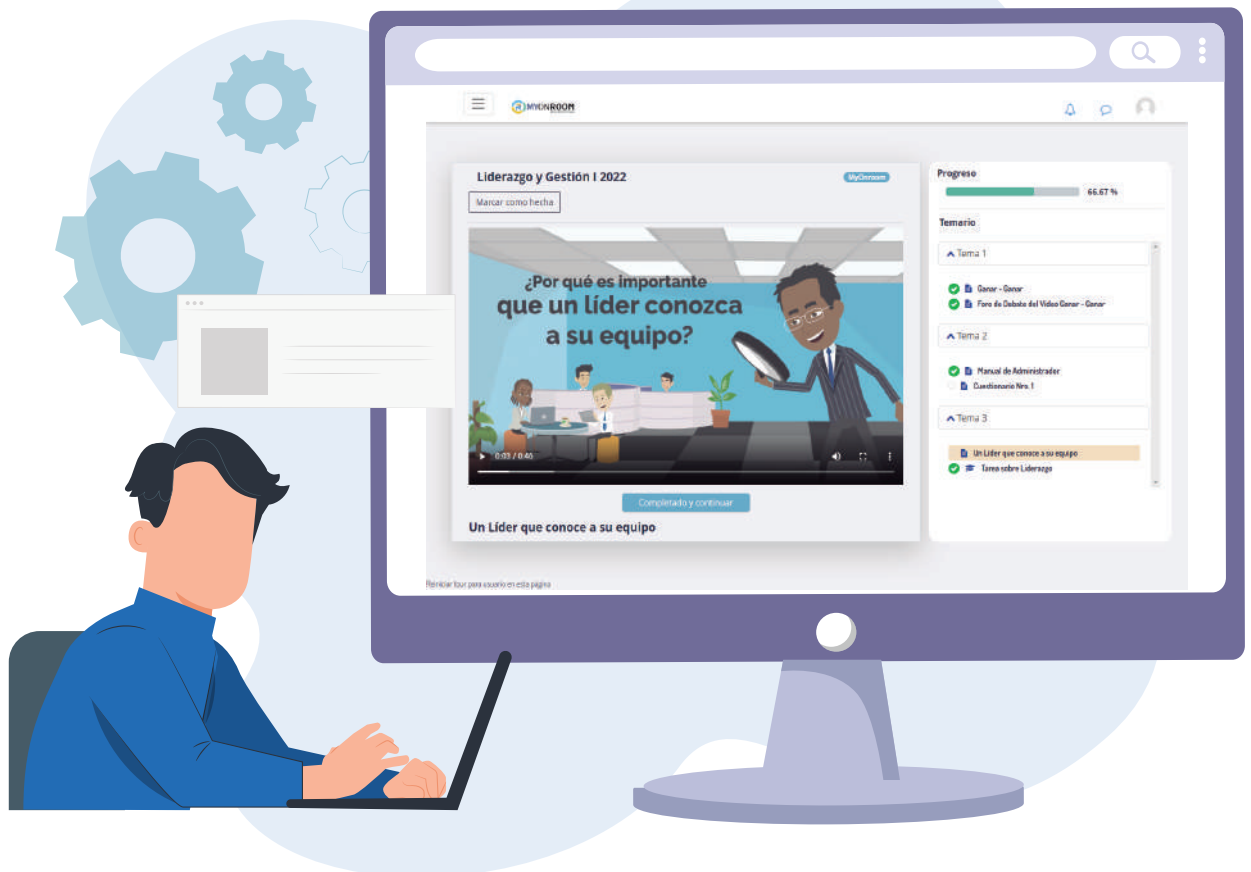 MYONROOM
Liderazgo y Gestión I 2022
MyOnroom
Marcar como hecha
¿Por qué es importante
que un líder conozca
a su equipo?
0:03 / 0:40
Completado y continuar
Un Líder que conoce a su equipo
Progreso
66.67 %
Temario
Tema 1
Ganar - Ganar
Foro de Debate del Video Ganar - Ganar
Tema 2
Manual de Administrador
Cuestionario Nro. 1
Tema 3
Un Líder que conoce a su equipo
Tarea sobre Liderazgo
Reiniciar tour para usuario en esta página